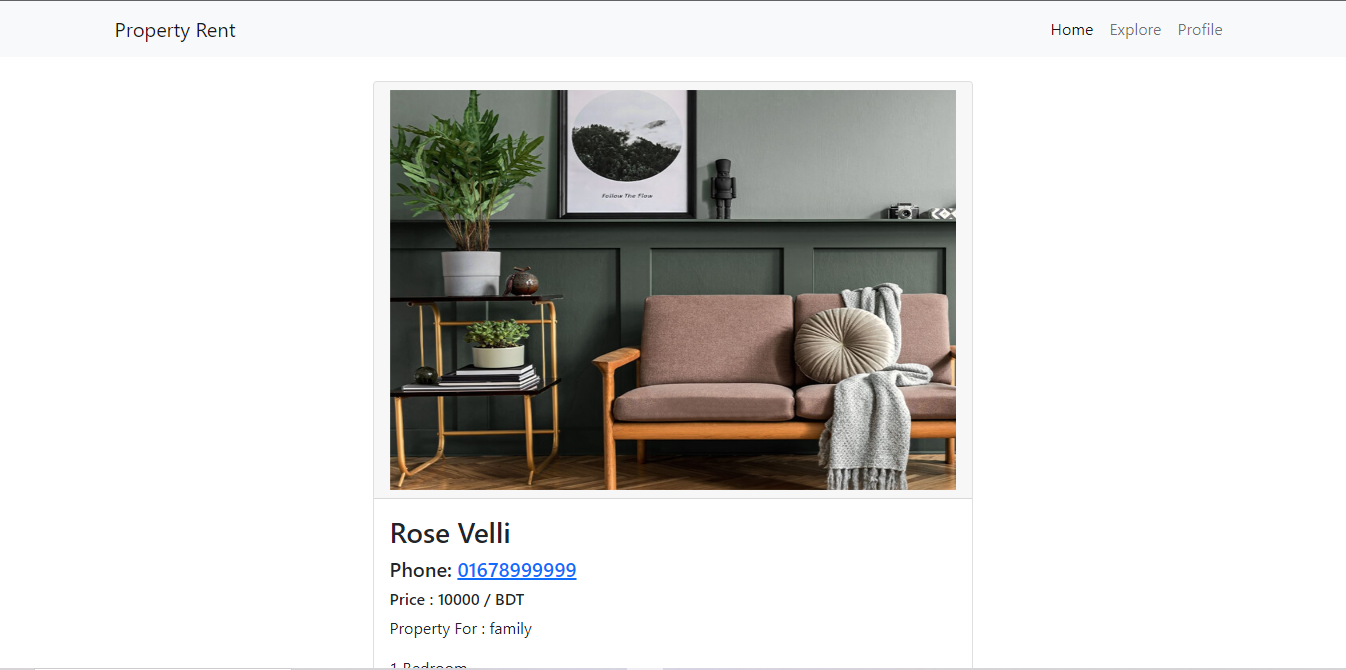 Property Rent
Home Explore Profile
Follow The Flow
Rose Velli
Phone: 01678999999
Price : 10000 / BDT
Property For : family
1 Bedroom